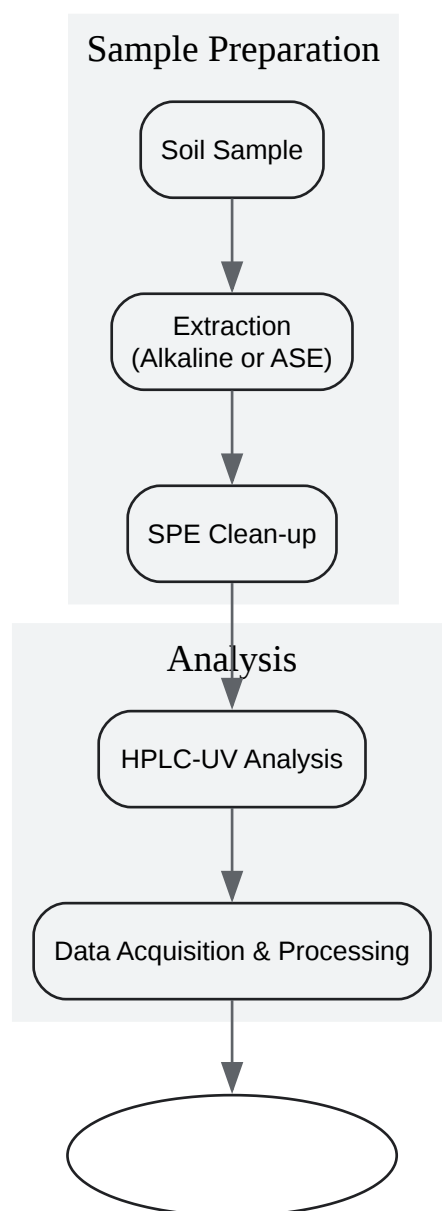 Sample Preparation
Soil Sample
Extraction
(Alkaline or ASE)
SPE Clean-up
Analysis
HPLC-UV Analysis
Data Acquisition & Processing